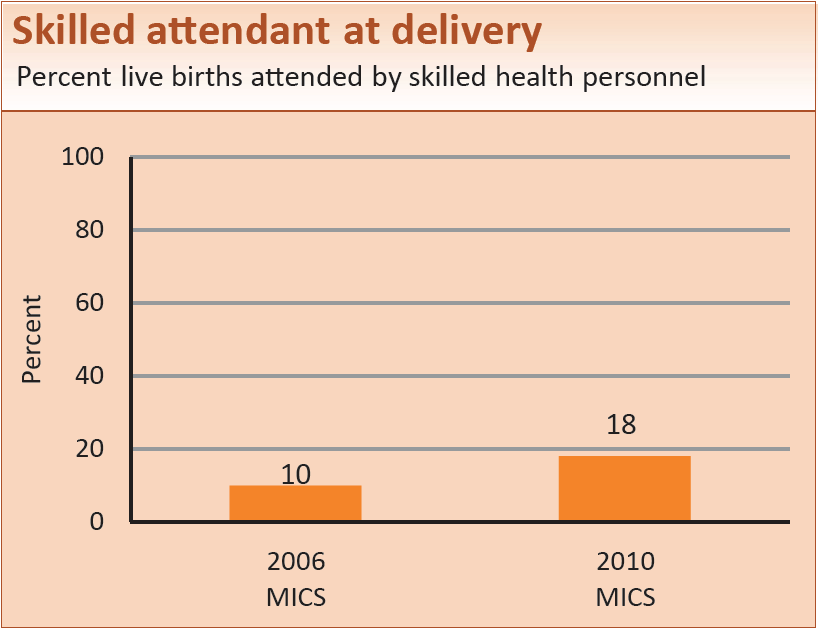 Skilled attendant at delivery
Percent live births attended by skilled health personnel
Percent
100
80
60
40
20
0
10
18
2006
MICS
2010
MICS